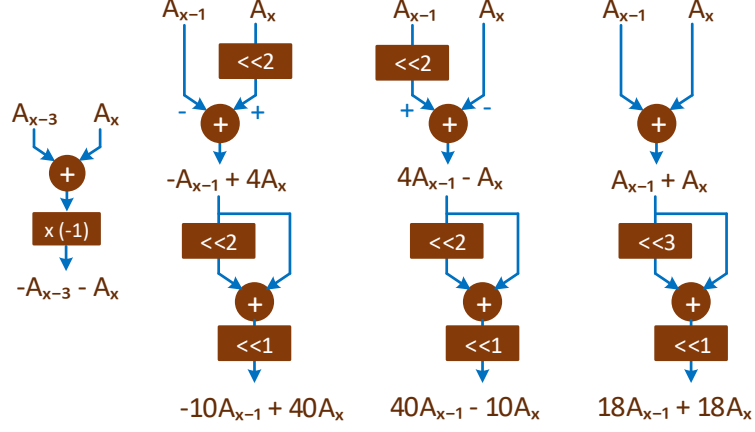 Aₓ₋₁ Aₓ Aₓ₋₁ Aₓ Aₓ₋₁ Aₓ
<<2 <<2
- + + -
+ + +
Aₓ₋₃ Aₓ
+
-Aₓ₋₁ + 4Aₓ 4Aₓ₋₁ - Aₓ Aₓ₋₁ + Aₓ
x (-1) <<2 <<2 <<3
-Aₓ₋₃ - Aₓ
+ + +
<<1 <<1 <<1
-10Aₓ₋₁ + 40Aₓ 40Aₓ₋₁ - 10Aₓ 18Aₓ₋₁ + 18Aₓ